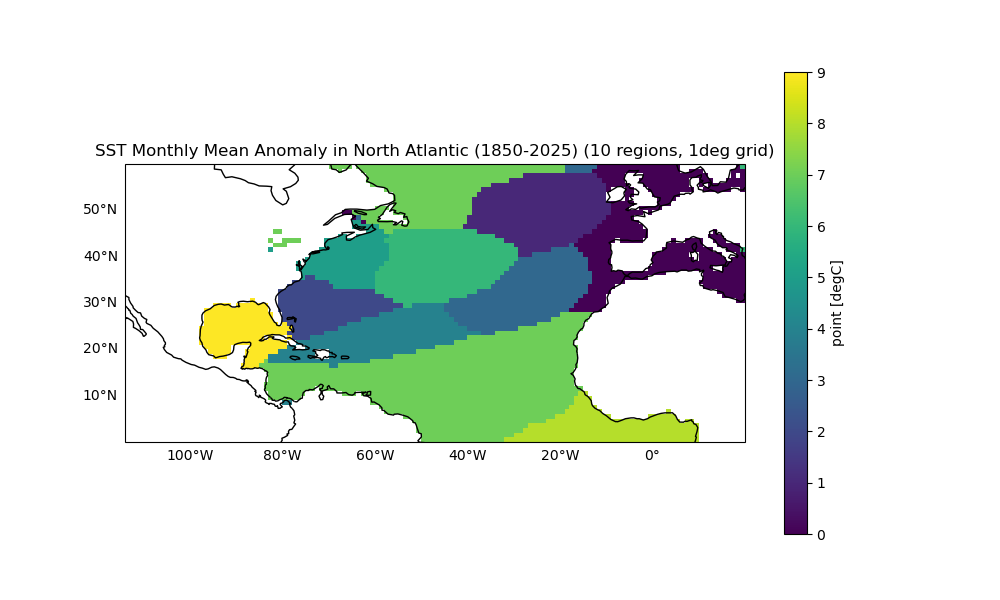 SST Monthly Mean Anomaly in North Atlantic (1850-2025) (10 regions, 1deg grid)
50°N
40°N
30°N
20°N
10°N
100°W
80°W
60°W
40°W
20°W
0°
9
8
7
6
5
4
3
2
1
0
point [degC]